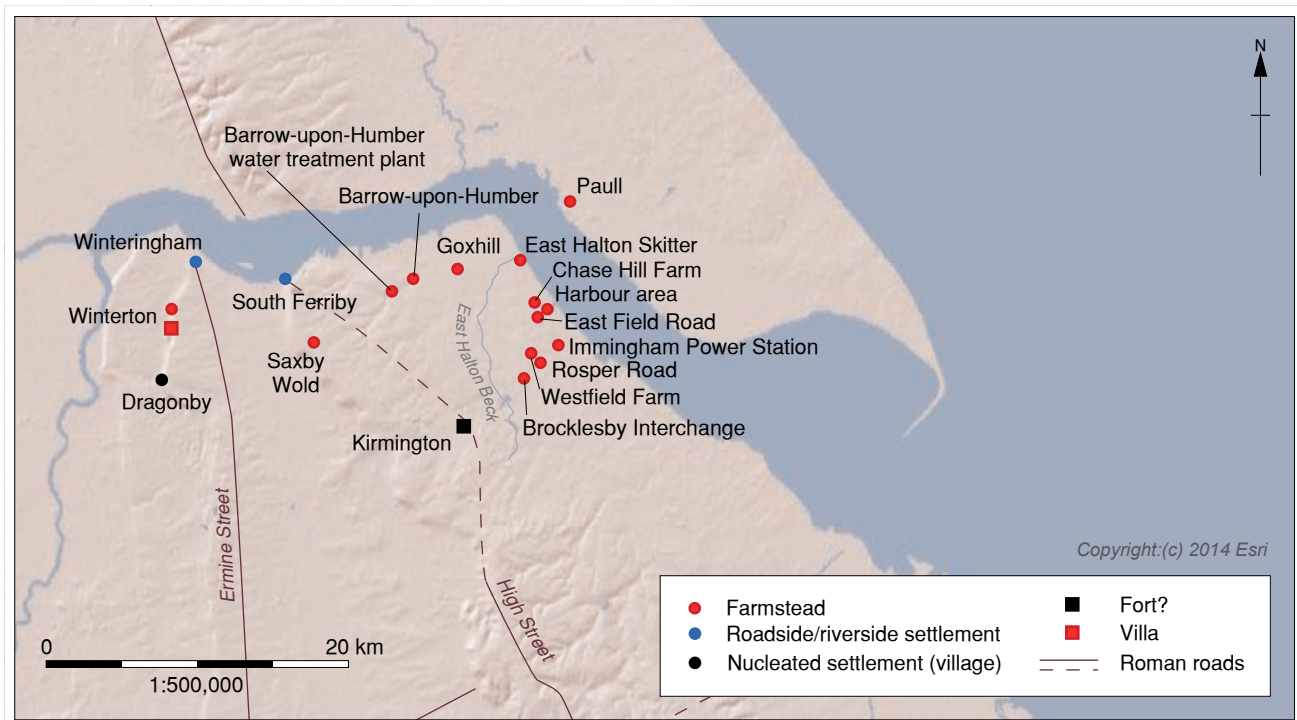 N
Barrow-upon-Humber
water treatment plant
Paull
Barrow-upon-Humber
Winteringham
Goxhill
East Halton Skitter
Chase Hill Farm
Harbour area
South Ferriby
Winterton
East Field Road
East Halton Beck
Immingham Power Station
Saxby
Wold
Rosper Road
Westfield Farm
Dragonby
Brocklesby Interchange
Kirmington
Ermine Street
High Street
Copyright:(c) 2014 Esri
0
20 km
1:500,000
Farmstead
Roadside/riverside settlement
Nucleated settlement (village)
Fort?
Villa
Roman roads